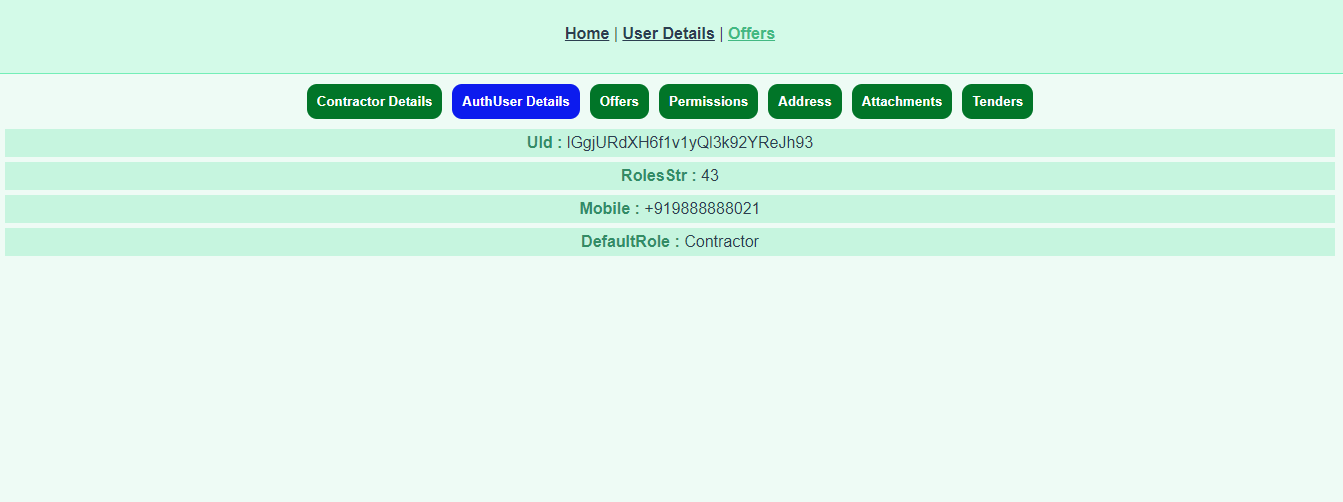 Home | User Details | Offers
Contractor Details AuthUser Details Offers Permissions Address Attachments Tenders
UId : lGgjURdXH6f1v1yQl3k92YReJh93
RolesStr : 43
Mobile : +919888888021
DefaultRole : Contractor